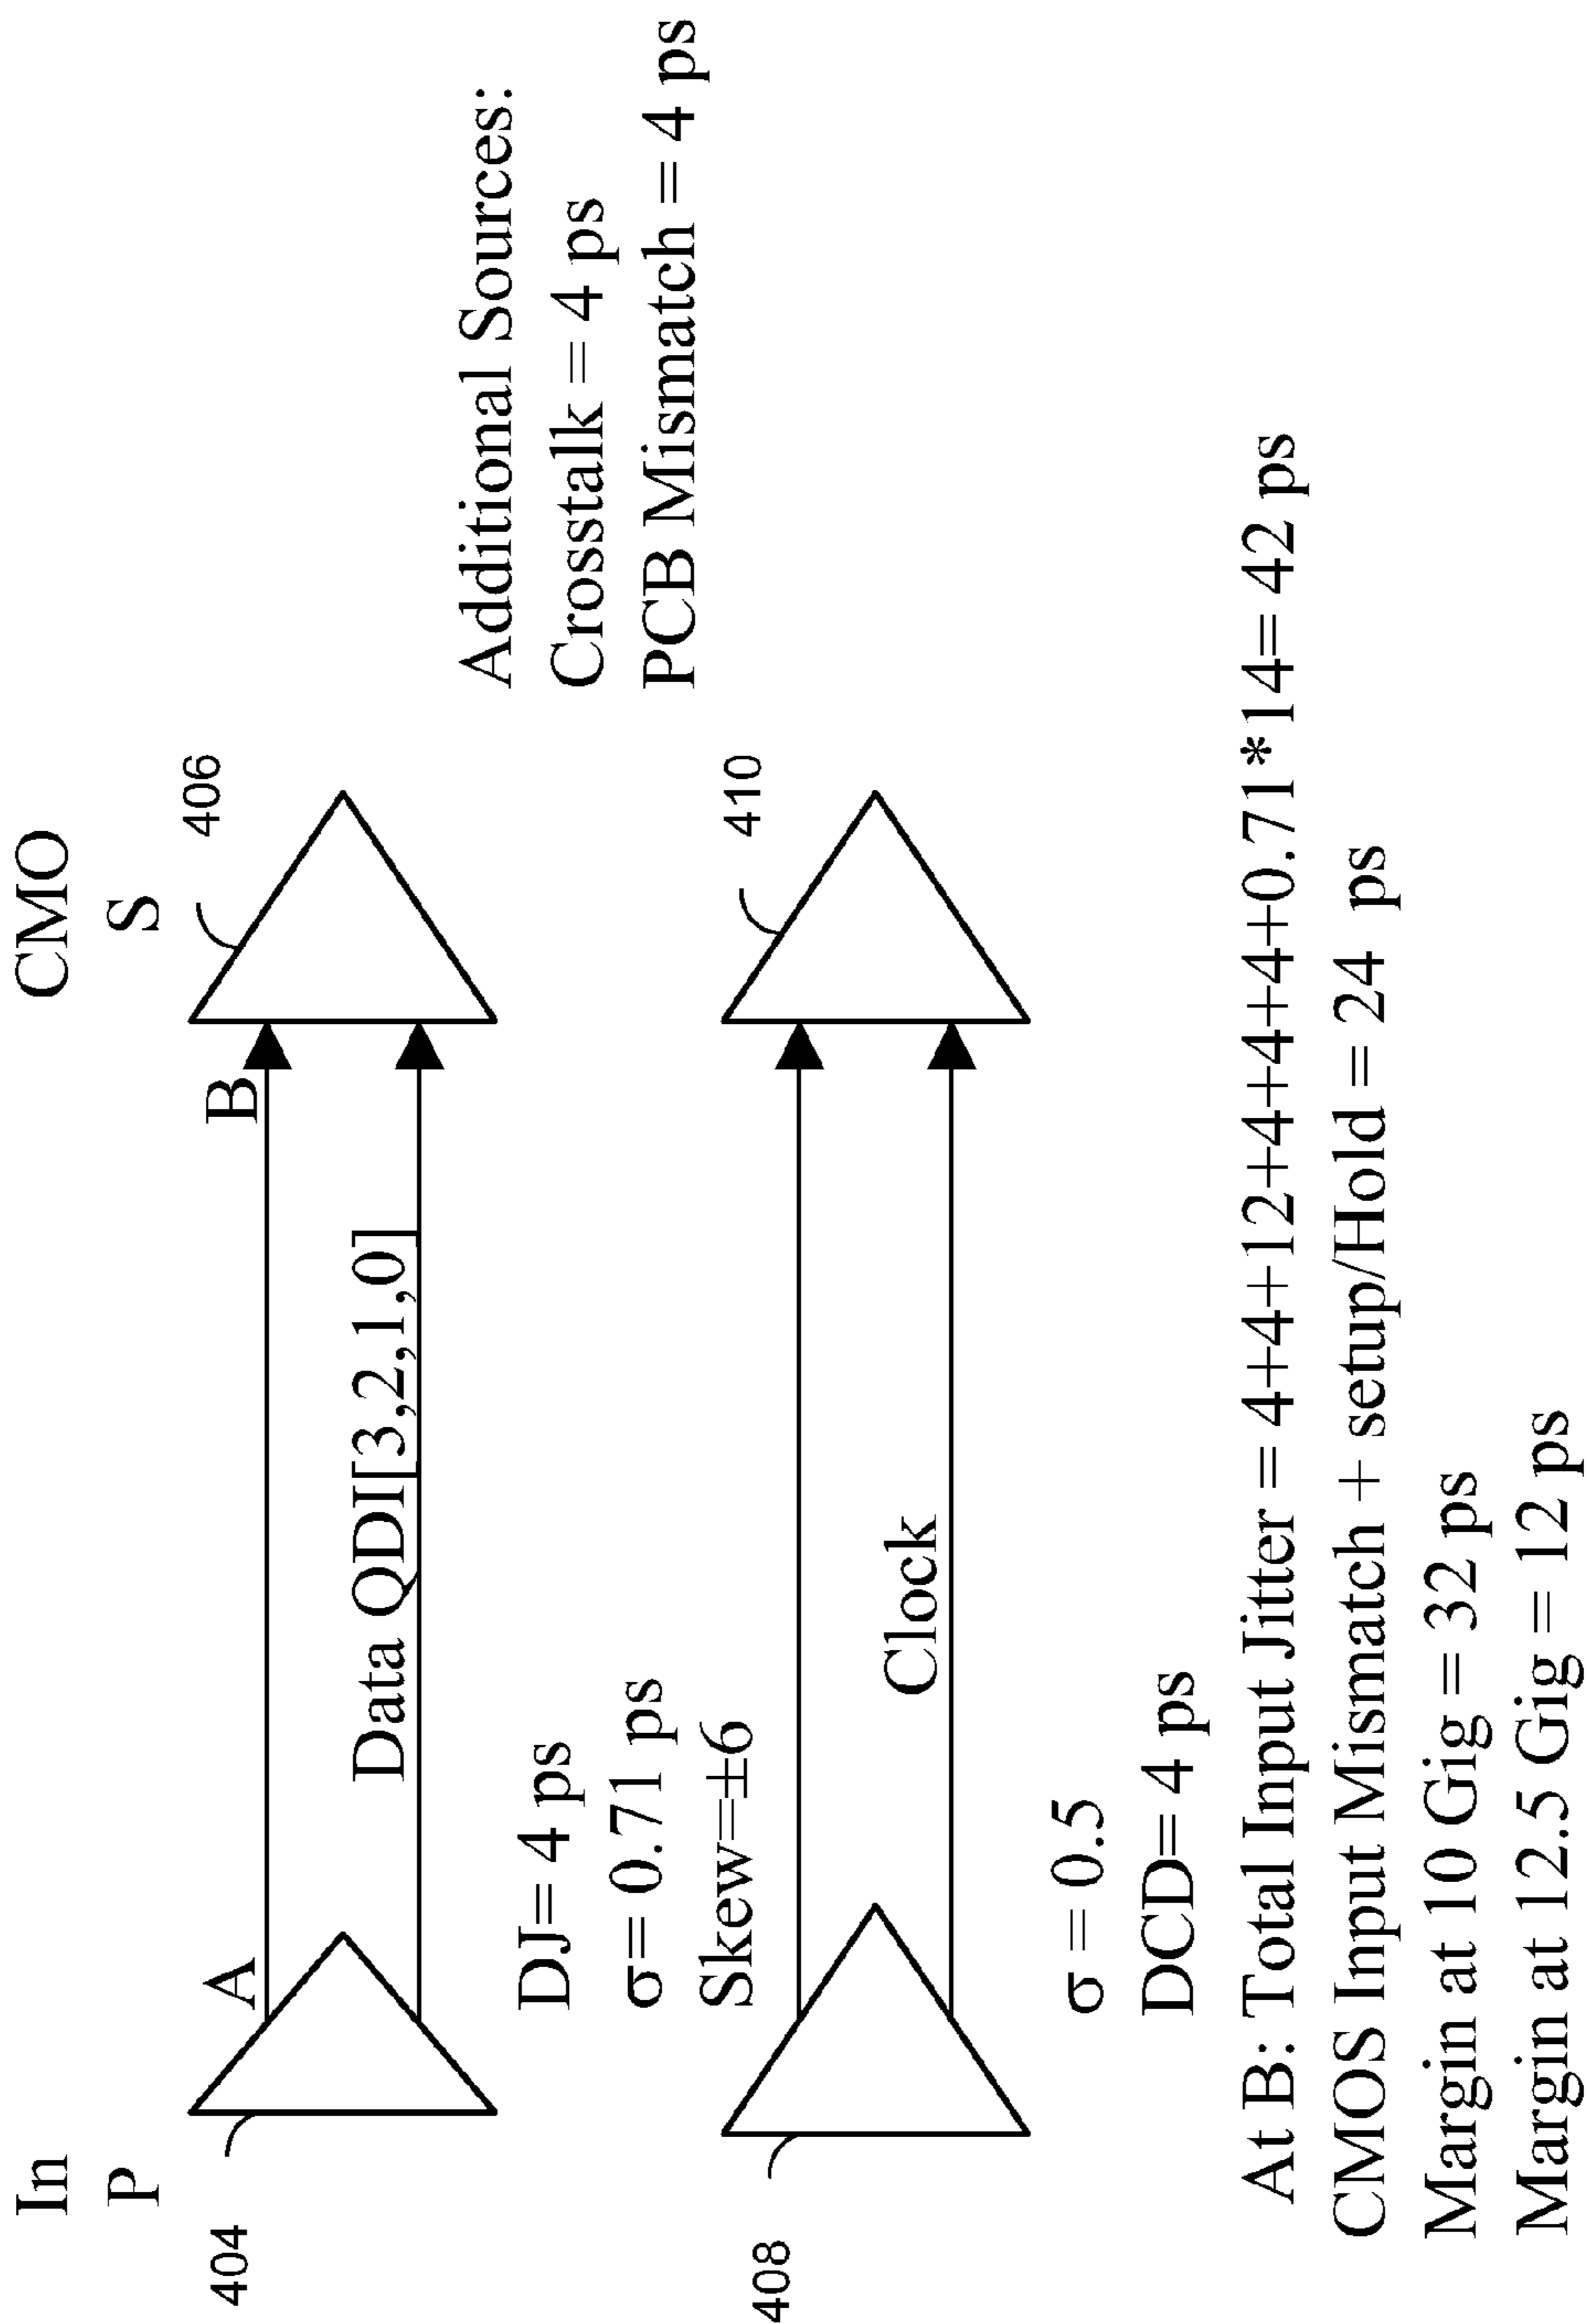 In
P
CMO
S
404
A
B
406
Data QDI[3,2,1,0]
DJ= 4 ps
σ= 0.71 ps
Skew=±6
Additional Sources:
Crosstalk = 4 ps
PCB Mismatch = 4 ps
408
410
Clock
σ = 0.5
DCD= 4 ps
At B: Total Input Jitter = 4+4+12+4+4+4+0.71*14= 42 ps
CMOS Input Mismatch + setup/Hold = 24 ps
Margin at 10 Gig = 32 ps
Margin at 12.5 Gig = 12 ps